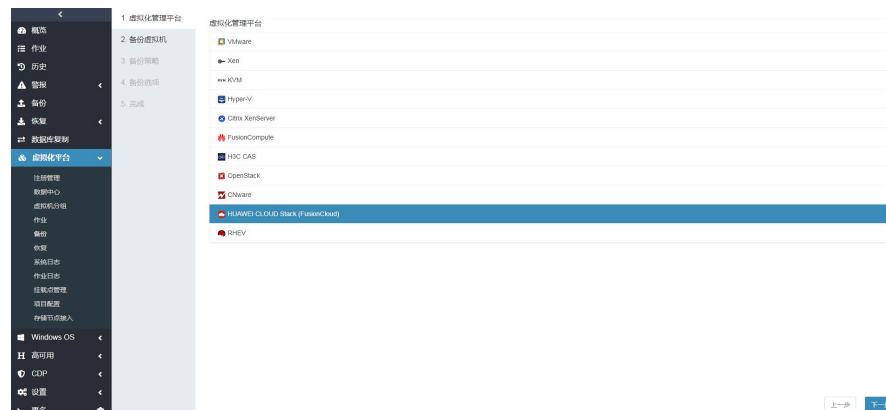 概览
作业
历史
警报
备份
恢复
数据库复制
虚拟化平台
注册管理
数据中心
虚拟机分组
作业
备份
恢复
系统日志
作业日志
挂载点管理
项目配置
存储节点接入
Windows OS
高可用
CDP
设置
更多
1. 虚拟化管理平台
2. 备份虚拟机
3. 备份策略
4. 备份选项
5. 完成
虚拟化管理平台
VMware
Xen
KVM
Hyper-V
Citrix XenServer
FusionCompute
H3C CAS
OpenStack
CNware
HUAWEI CLOUD Stack (FusionCloud)
RHEV
上一步
下一